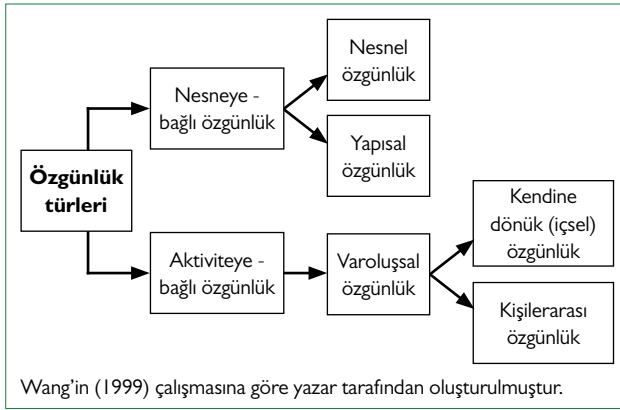 Özgünlük
türleri
Nesneye -
bağlı özgünlük
Nesnel
özgünlük
Yapısal
özgünlük
Aktiviteye -
bağlı özgünlük
Varoluşsal
özgünlük
Kendine
dönük (içsel)
özgünlük
Kişilerarası
özgünlük
Wang’in (1999) çalışmasına göre yazar tarafından oluşturulmuştur.